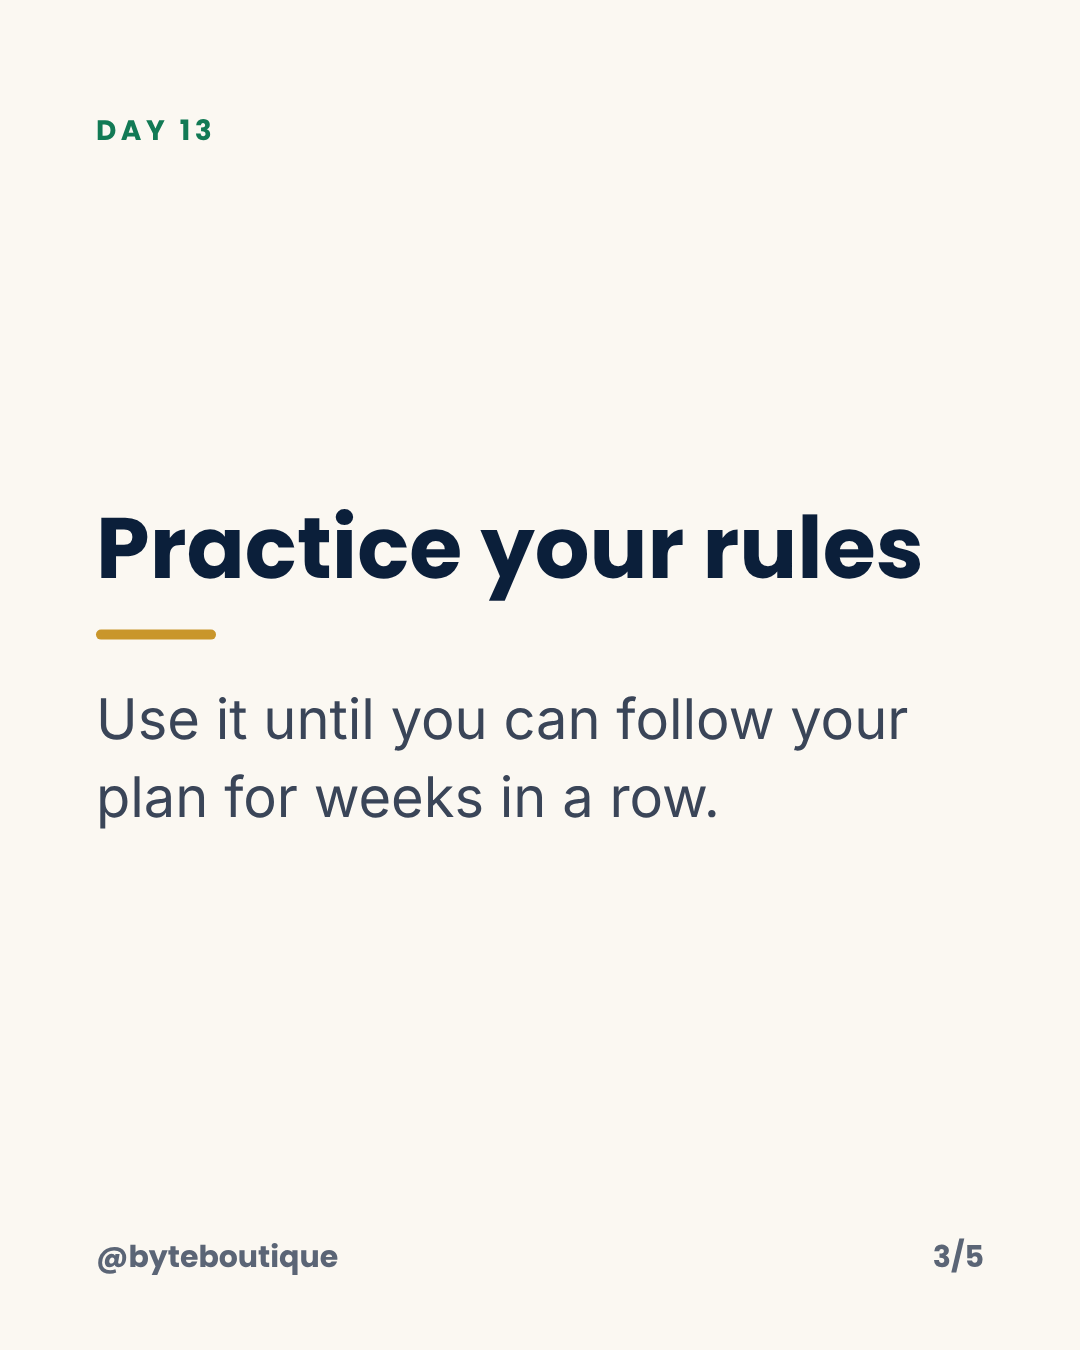 DAY 13
Practice your rules
Use it until you can follow your
plan for weeks in a row.
@byteboutique
3/5